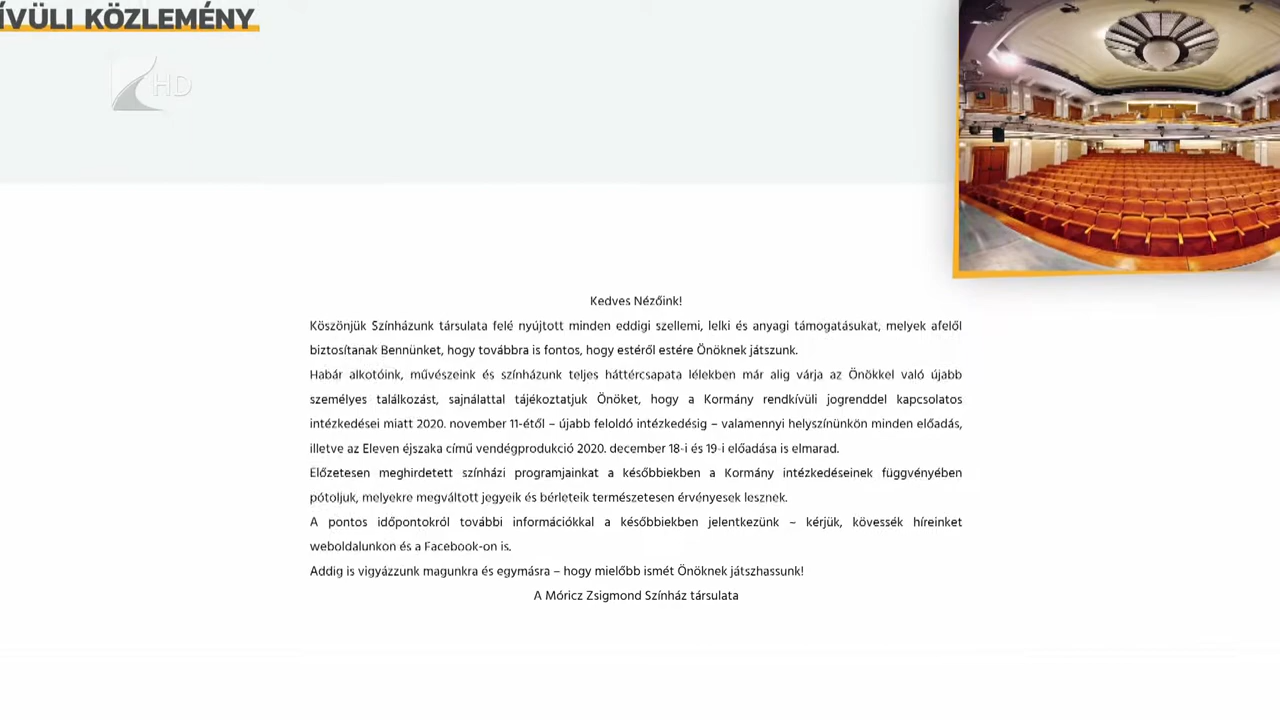 ÍVÜLI KÖZLEMÉNY
HD
Kedves Nézőink!
Köszönjük Színházunk társulata felé nyújtott minden eddigi szellemi, lelki és anyagi támogatásukat, melyek afelől
biztosítanak Bennünket, hogy továbbra is fontos, hogy estéről estére Önöknek játszunk.
Habár alkotóink, művészeink és színházunk teljes háttércsapata lélekben már alig várja az Önökkel való újabb
személyes találkozást, sajnálattal tájékoztatjuk Önöket, hogy a Kormány rendkívüli jogrenddel kapcsolatos
intézkedései miatt 2020. november 11-étől – újabb feloldó intézkedésig – valamennyi helyszínünkön minden előadás,
illetve az Eleven éjszaka című vendégprodukció 2020. december 18-i és 19-i előadása is elmarad.
Előzetesen meghirdetett színházi programjainkat a későbbiekben a Kormány intézkedéseinek függvényében
pótoljuk, melyekre megváltott jegyeik és bérleteik természetesen érvényesek lesznek.
A pontos időpontokról további információkkal a későbbiekben jelentkezünk – kérjük, kövessék híreinket
weboldalunkon és a Facebook-on is.
Addig is vigyázzunk magunkra és egymásra – hogy mielőbb ismét Önöknek játszhassunk!
A Móricz Zsigmond Színház társulata